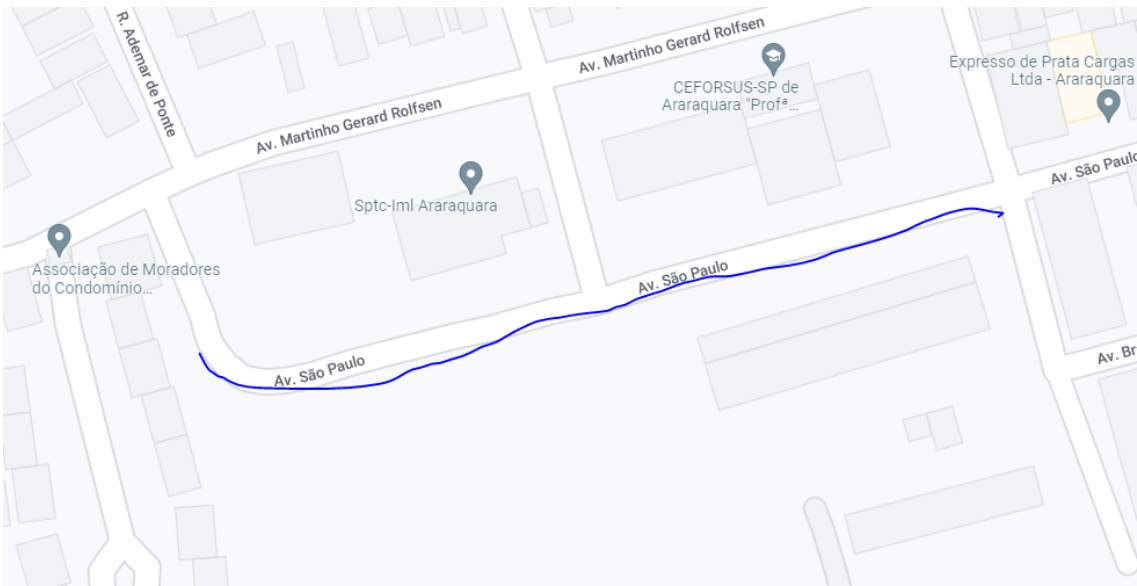 R. Ademar de Ponte
Av. Martinho Gerard Rolfsen
Av. Martinho Gerard Rolfsen
CEFORSUS-SP de
Araraquara "Profª...
Expresso de Prata Cargas
Ltda - Araraquara
Av. São Paulo
Sptc-Iml Araraquara
Associação de Moradores
do Condomínio...
Av. São Paulo
Av. São Paulo
Av. Br